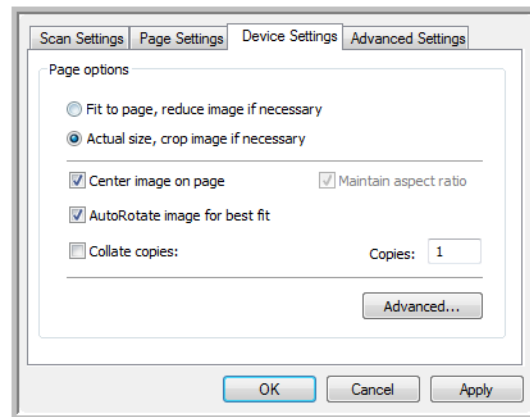 Scan Settings Page Settings Device Settings Advanced Settings
Page options
Fit to page, reduce image if necessary
Actual size, crop image if necessary
Center image on page Maintain aspect ratio
AutoRotate image for best fit
Collate copies: Copies: 1
Advanced...
OK Cancel Apply